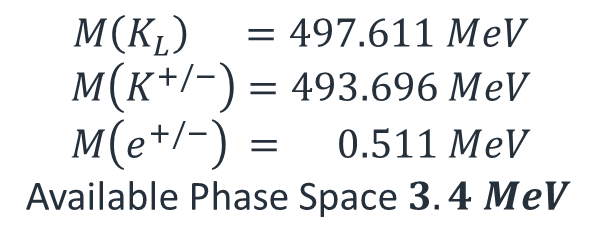 M(K_L) = 497.611 MeV
M(K^{+/-}) = 493.696 MeV
M(e^{+/-}) = 0.511 MeV
Available Phase Space 3.4 MeV